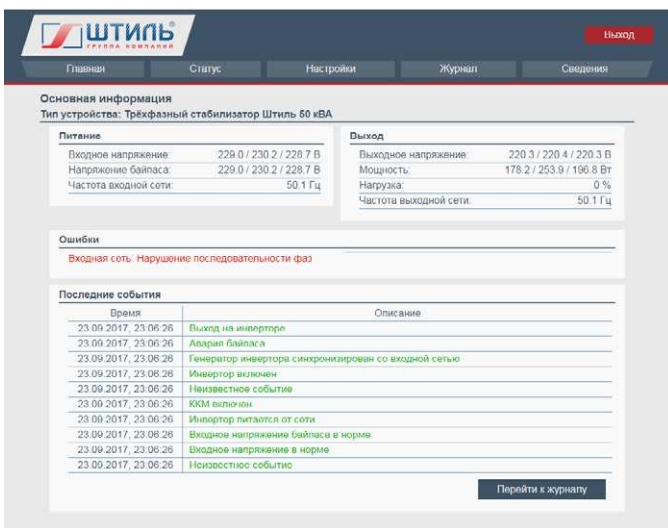 ШТИЛЬ
ГРУППА КОМПАНИЙ
Выход
Главная Статус Настройки Журнал Сведения
Основная информация
Тип устройства: Трёхфазный стабилизатор Штиль 50 кВА
Питание
Входное напряжение: 229.0 / 230.2 / 228.7 В
Напряжение байпаса: 229.0 / 230.2 / 228.7 В
Частота входной сети: 50.1 Гц
Выход
Выходное напряжение: 220.3 / 220.4 / 220.3 В
Мощность: 178.2 / 253.9 / 196.8 Вт
Нагрузка: 0 %
Частота выходной сети: 50.1 Гц
Ошибки
Входная сеть: Нарушение последовательности фаз
Последние события
Время Описание
23.09.2017, 23:06:26 Выход на инверторе
23.09.2017, 23:06:26 Авария байпаса
23.09.2017, 23:06:26 Генератор инвертора синхронизирован со входной сетью
23.09.2017, 23:06:26 Инвертор включен
23.09.2017, 23:06:26 Неизвестное событие
23.09.2017, 23:06:26 ККМ включен
23.09.2017, 23:06:26 Инвертор питается от сети
23.09.2017, 23:06:26 Входное напряжение байпаса в норме
23.09.2017, 23:06:26 Входное напряжение в норме
23.09.2017, 23:06:26 Неизвестное событие
Перейти к журналу